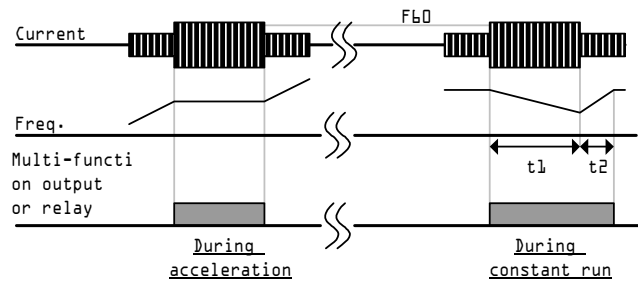 F60
Current
Freq.
t1 t2
Multi-functi
on output
or relay
During
acceleration
During
constant run